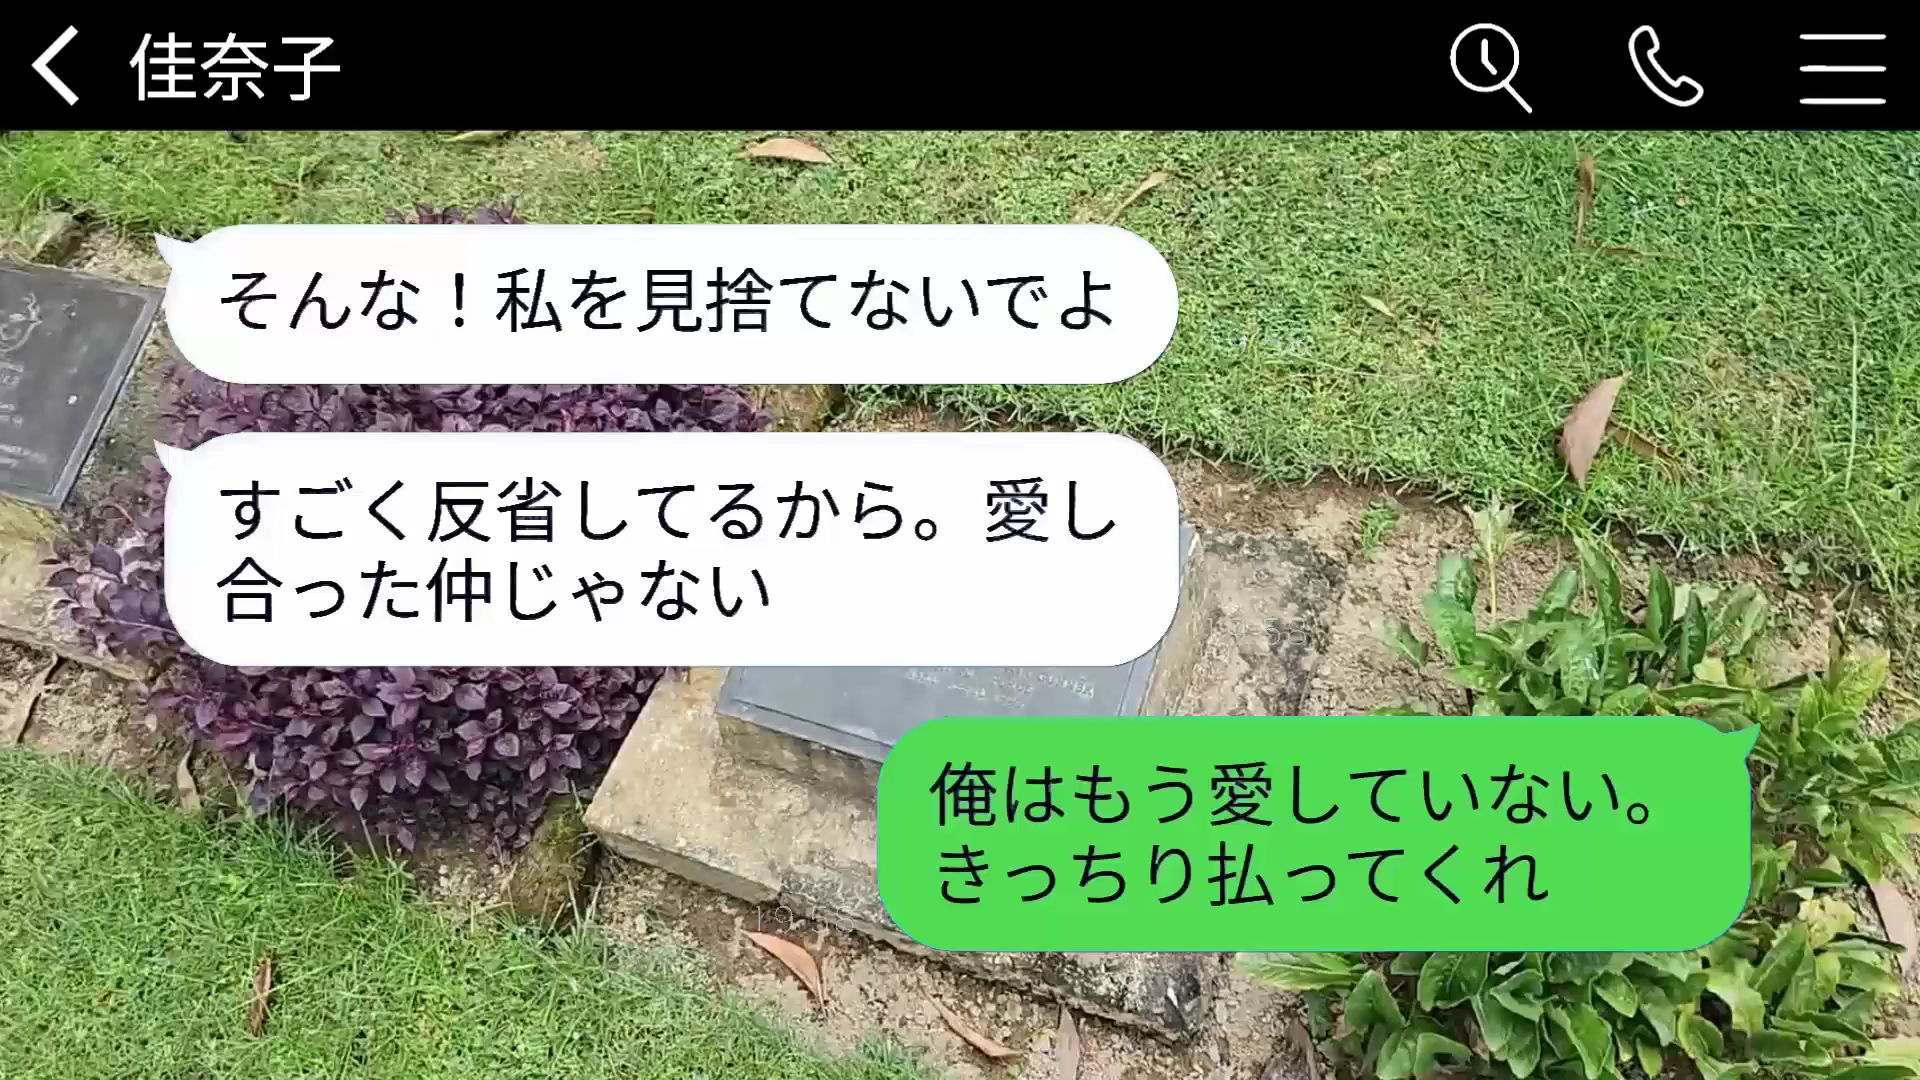 佳奈子
そんな！私を見捨てないでよ
すごく反省してるから。愛し
合った仲じゃない
俺はもう愛していない。
きっちり払ってくれ
19:58